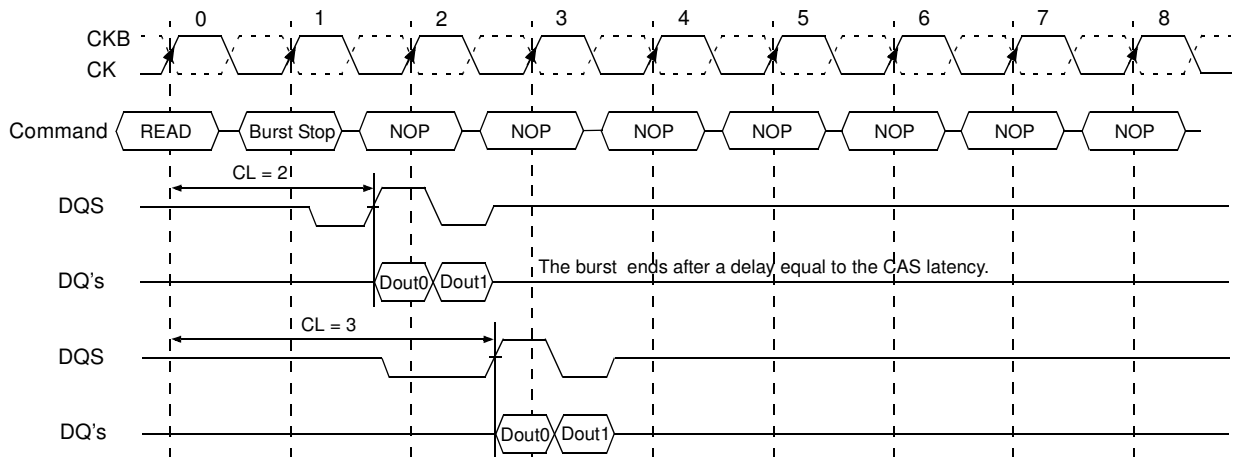 0 1 2 3 4 5 6 7 8
CKB
CK
Command READ Burst Stop NOP NOP NOP NOP NOP NOP NOP
CL = 2
DQS
DQ's Dout0 Dout1 The burst ends after a delay equal to the CAS latency.
CL = 3
DQS
DQ's Dout0 Dout1